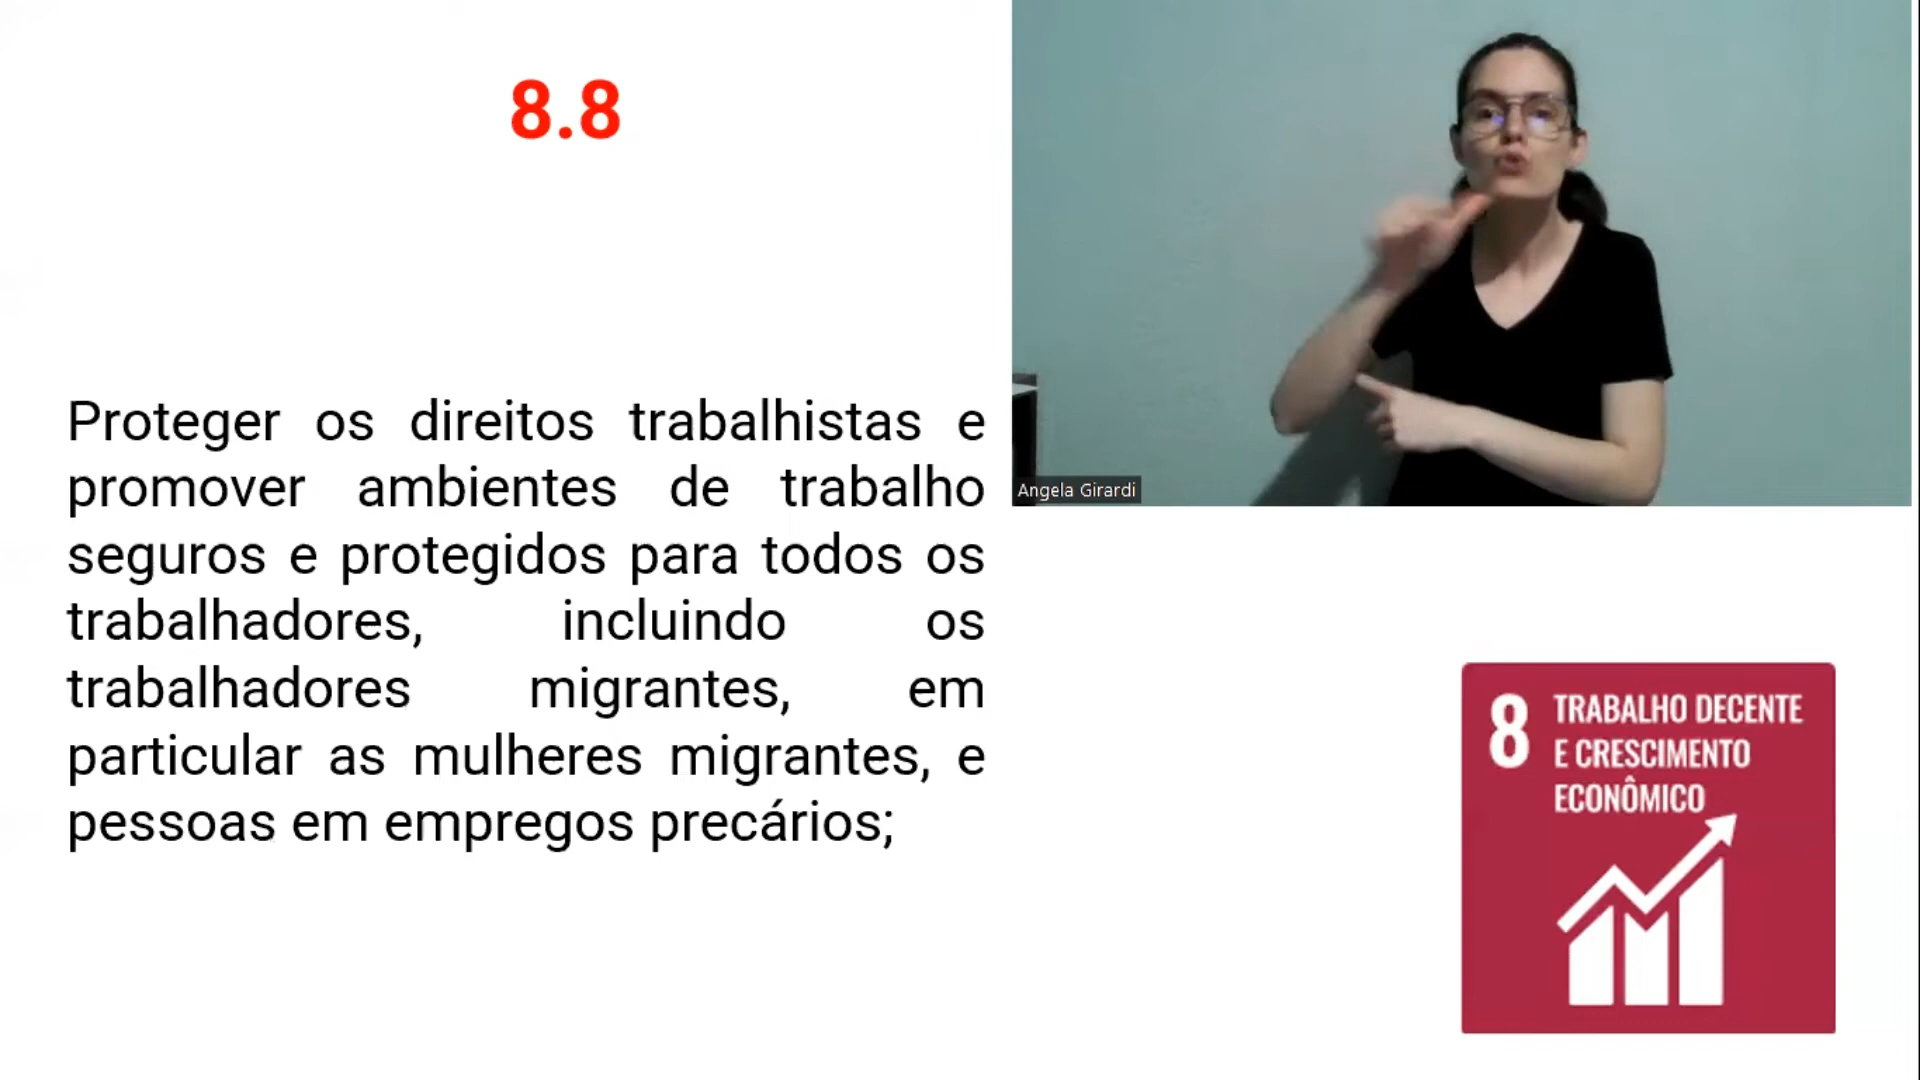 8.8
Proteger os direitos trabalhistas e
promover ambientes de trabalho
seguros e protegidos para todos os
trabalhadores, incluindo os
trabalhadores migrantes, em
particular as mulheres migrantes, e
pessoas em empregos precários;
Angela Girardi
8 TRABALHO DECENTE
E CRESCIMENTO
ECONÔMICO